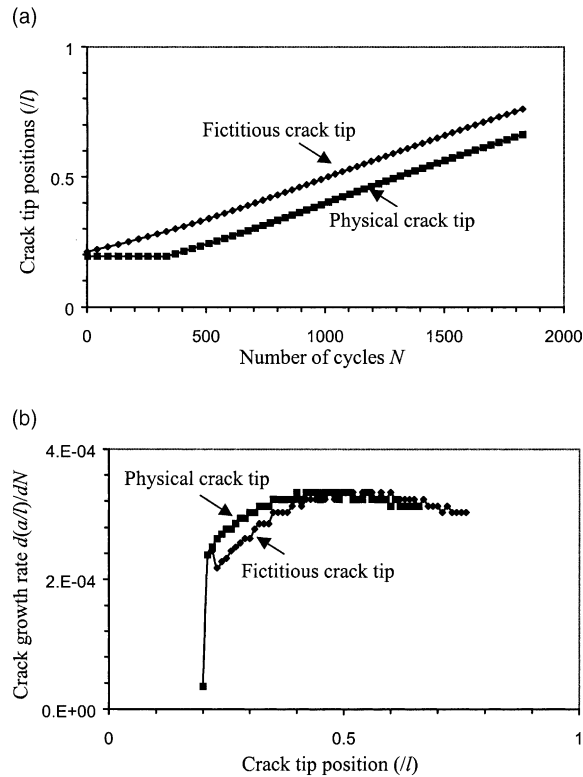 (a)
1
Fictitious crack tip
0.5
Physical crack tip
0
Crack tip positions (/l)
0 500 1000 1500 2000
Number of cycles N
(b)
4.E-04
Physical crack tip
2.E-04
Fictitious crack tip
0.E+00
Crack growth rate d(a/l)/dN
0 0.5 1
Crack tip position (/l)